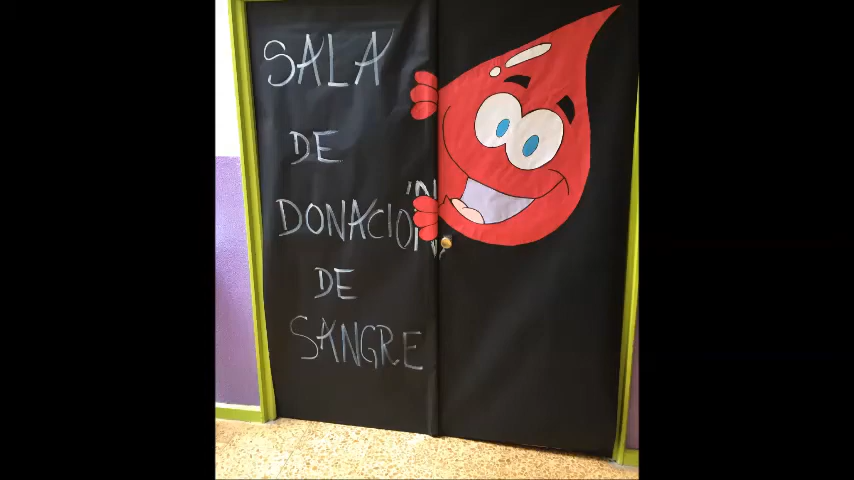 SALA
DE
DONACIÓN
DE
SANGRE